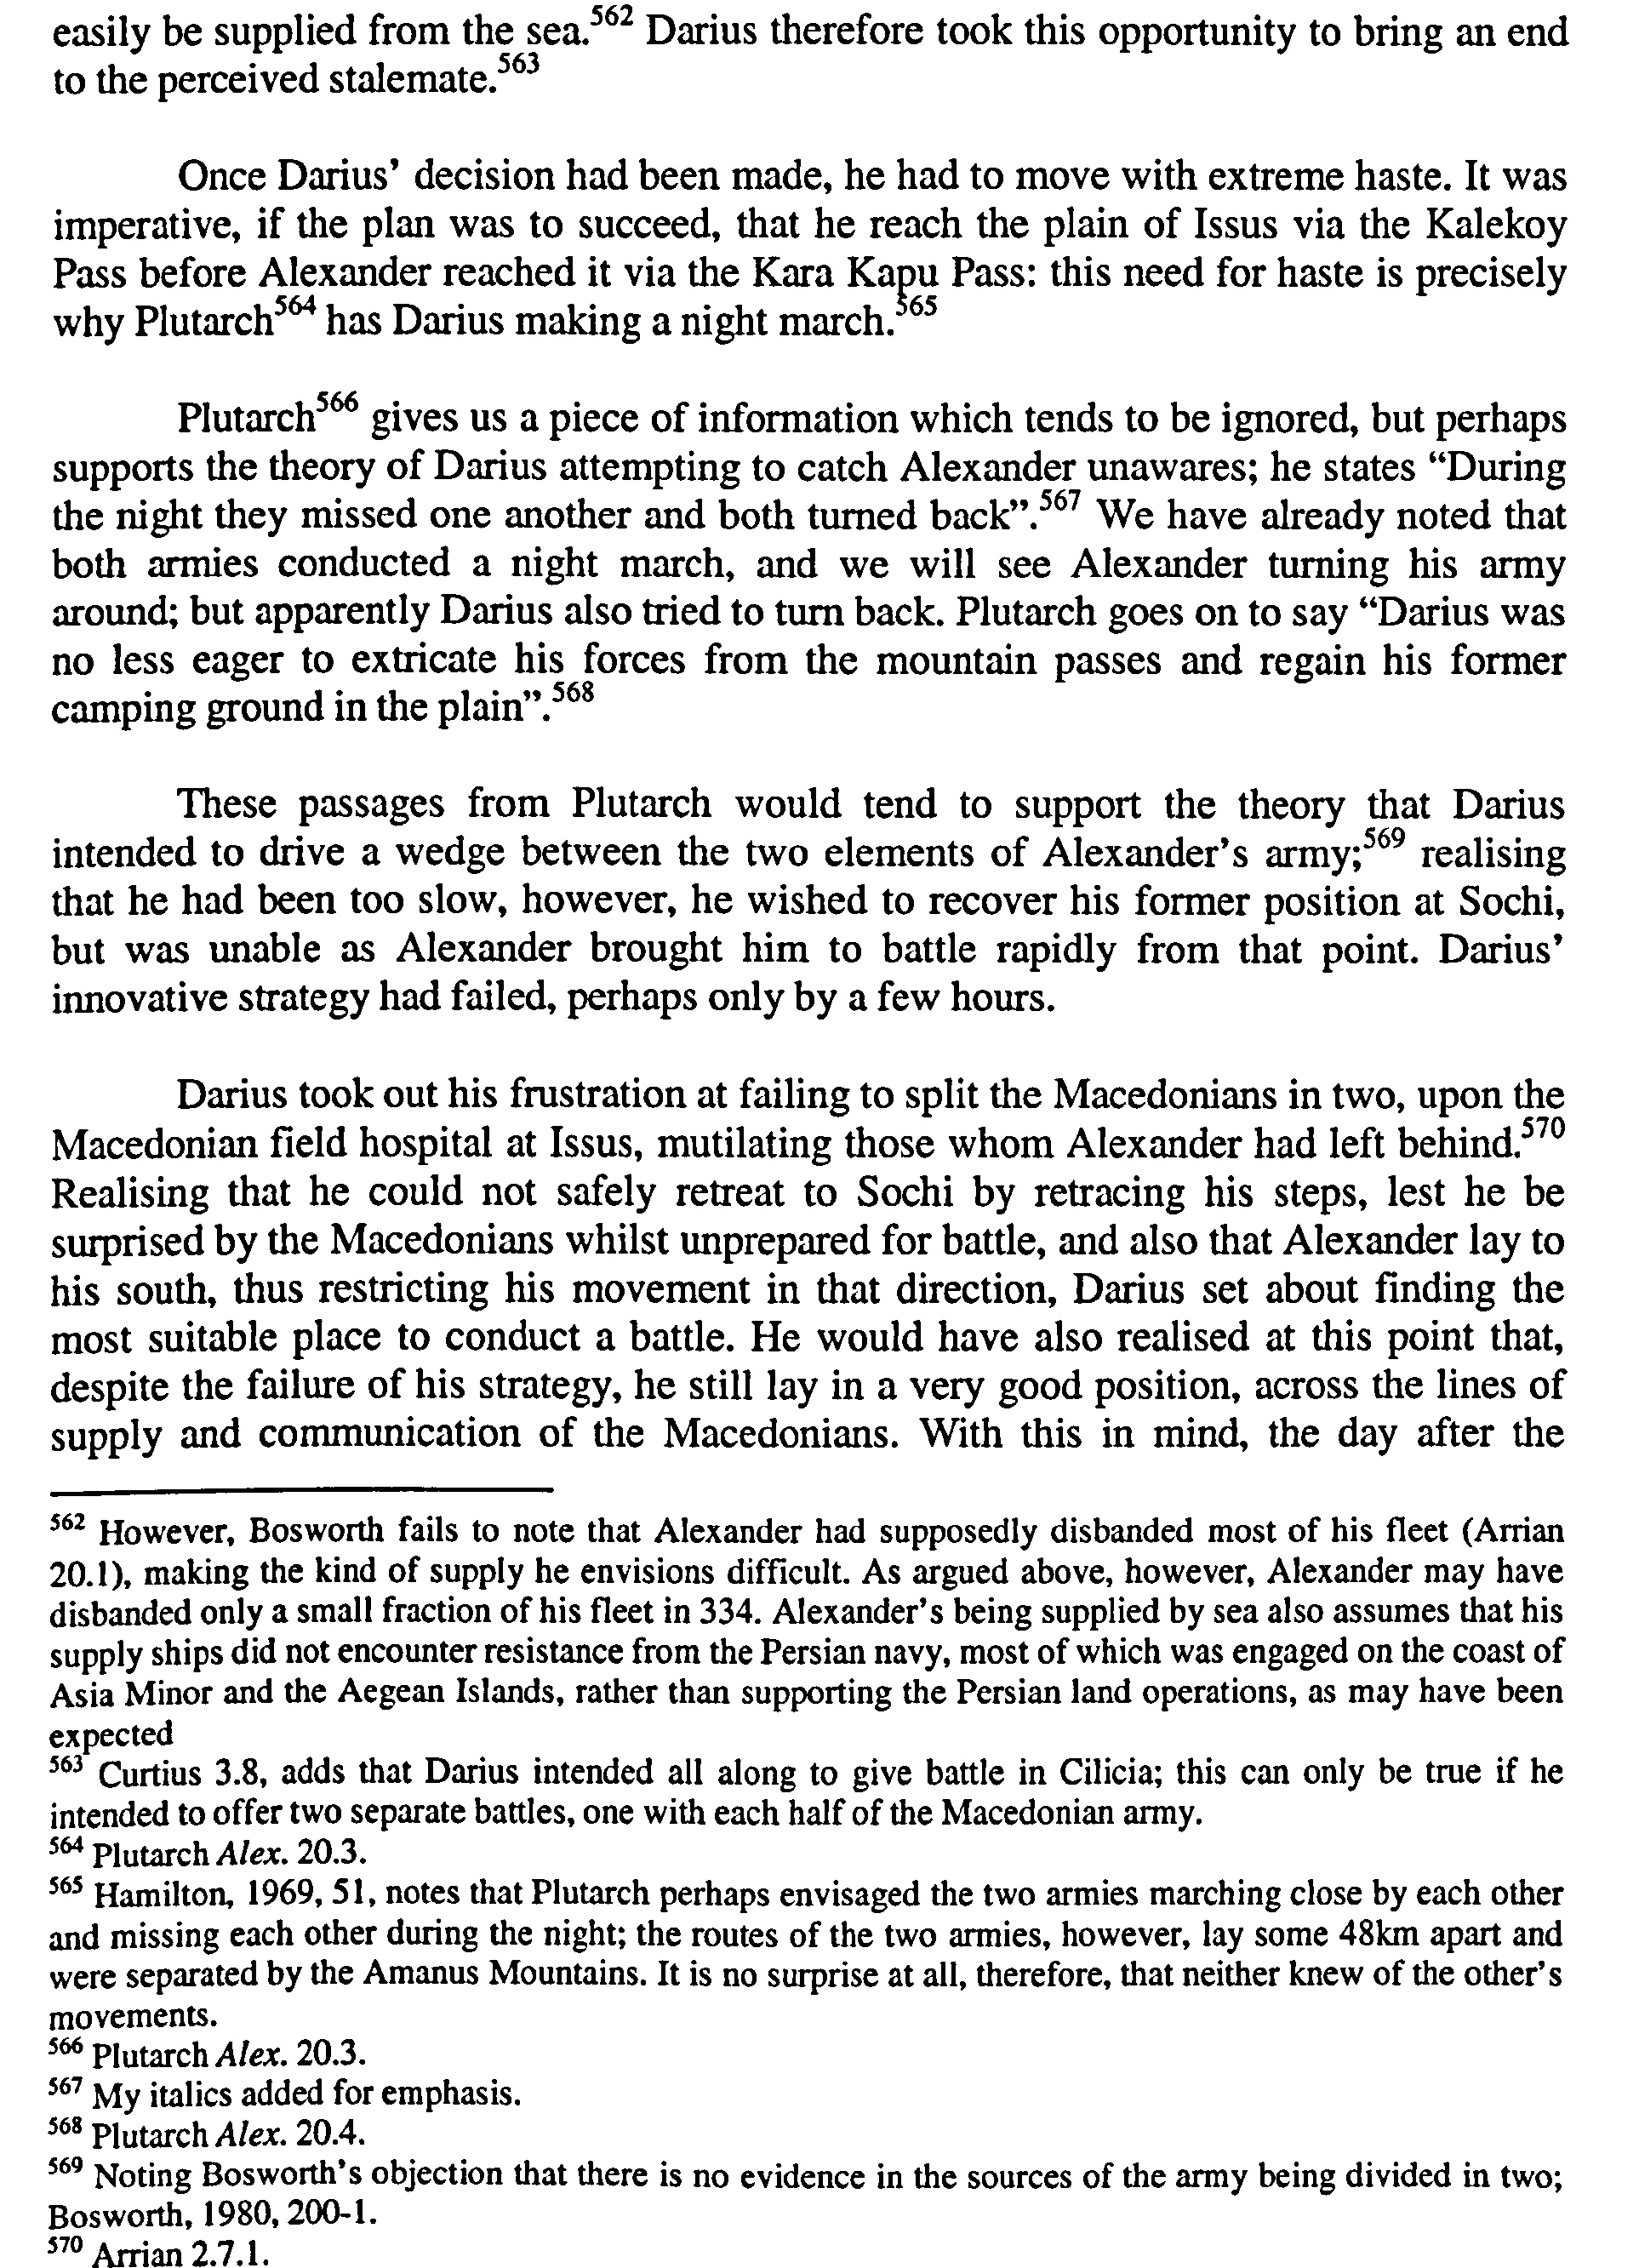 easily be supplied from the sea.562 Darius therefore took this opportunity to bring an end
to the perceived stalemate.563
Once Darius’ decision had been made, he had to move with extreme haste. It was
imperative, if the plan was to succeed, that he reach the plain of Issus via the Kalekoy
Pass before Alexander reached it via the Kara Kapu Pass: this need for haste is precisely
why Plutarch564 has Darius making a night march.565
Plutarch566 gives us a piece of information which tends to be ignored, but perhaps
supports the theory of Darius attempting to catch Alexander unawares; he states “During
the night they missed one another and both turned back”.567 We have already noted that
both armies conducted a night march, and we will see Alexander turning his army
around; but apparently Darius also tried to turn back. Plutarch goes on to say “Darius was
no less eager to extricate his forces from the mountain passes and regain his former
camping ground in the plain”.568
These passages from Plutarch would tend to support the theory that Darius
intended to drive a wedge between the two elements of Alexander’s army;569 realising
that he had been too slow, however, he wished to recover his former position at Sochi,
but was unable as Alexander brought him to battle rapidly from that point. Darius’
innovative strategy had failed, perhaps only by a few hours.
Darius took out his frustration at failing to split the Macedonians in two, upon the
Macedonian field hospital at Issus, mutilating those whom Alexander had left behind.570
Realising that he could not safely retreat to Sochi by retracing his steps, lest he be
surprised by the Macedonians whilst unprepared for battle, and also that Alexander lay to
his south, thus restricting his movement in that direction, Darius set about finding the
most suitable place to conduct a battle. He would have also realised at this point that,
despite the failure of his strategy, he still lay in a very good position, across the lines of
supply and communication of the Macedonians. With this in mind, the day after the
562 However, Bosworth fails to note that Alexander had supposedly disbanded most of his fleet (Arrian
20.1), making the kind of supply he envisions difficult. As argued above, however, Alexander may have
disbanded only a small fraction of his fleet in 334. Alexander’s being supplied by sea also assumes that his
supply ships did not encounter resistance from the Persian navy, most of which was engaged on the coast of
Asia Minor and the Aegean Islands, rather than supporting the Persian land operations, as may have been
expected
563 Curtius 3.8, adds that Darius intended all along to give battle in Cilicia; this can only be true if he
intended to offer two separate battles, one with each half of the Macedonian army.
564 Plutarch Alex. 20.3.
565 Hamilton, 1969, 51, notes that Plutarch perhaps envisaged the two armies marching close by each other
and missing each other during the night; the routes of the two armies, however, lay some 48km apart and
were separated by the Amanus Mountains. It is no surprise at all, therefore, that neither knew of the other’s
movements.
566 Plutarch Alex. 20.3.
567 My italics added for emphasis.
568 Plutarch Alex. 20.4.
569 Noting Bosworth’s objection that there is no evidence in the sources of the army being divided in two;
Bosworth, 1980, 200-1.
570 Arrian 2.7.1.